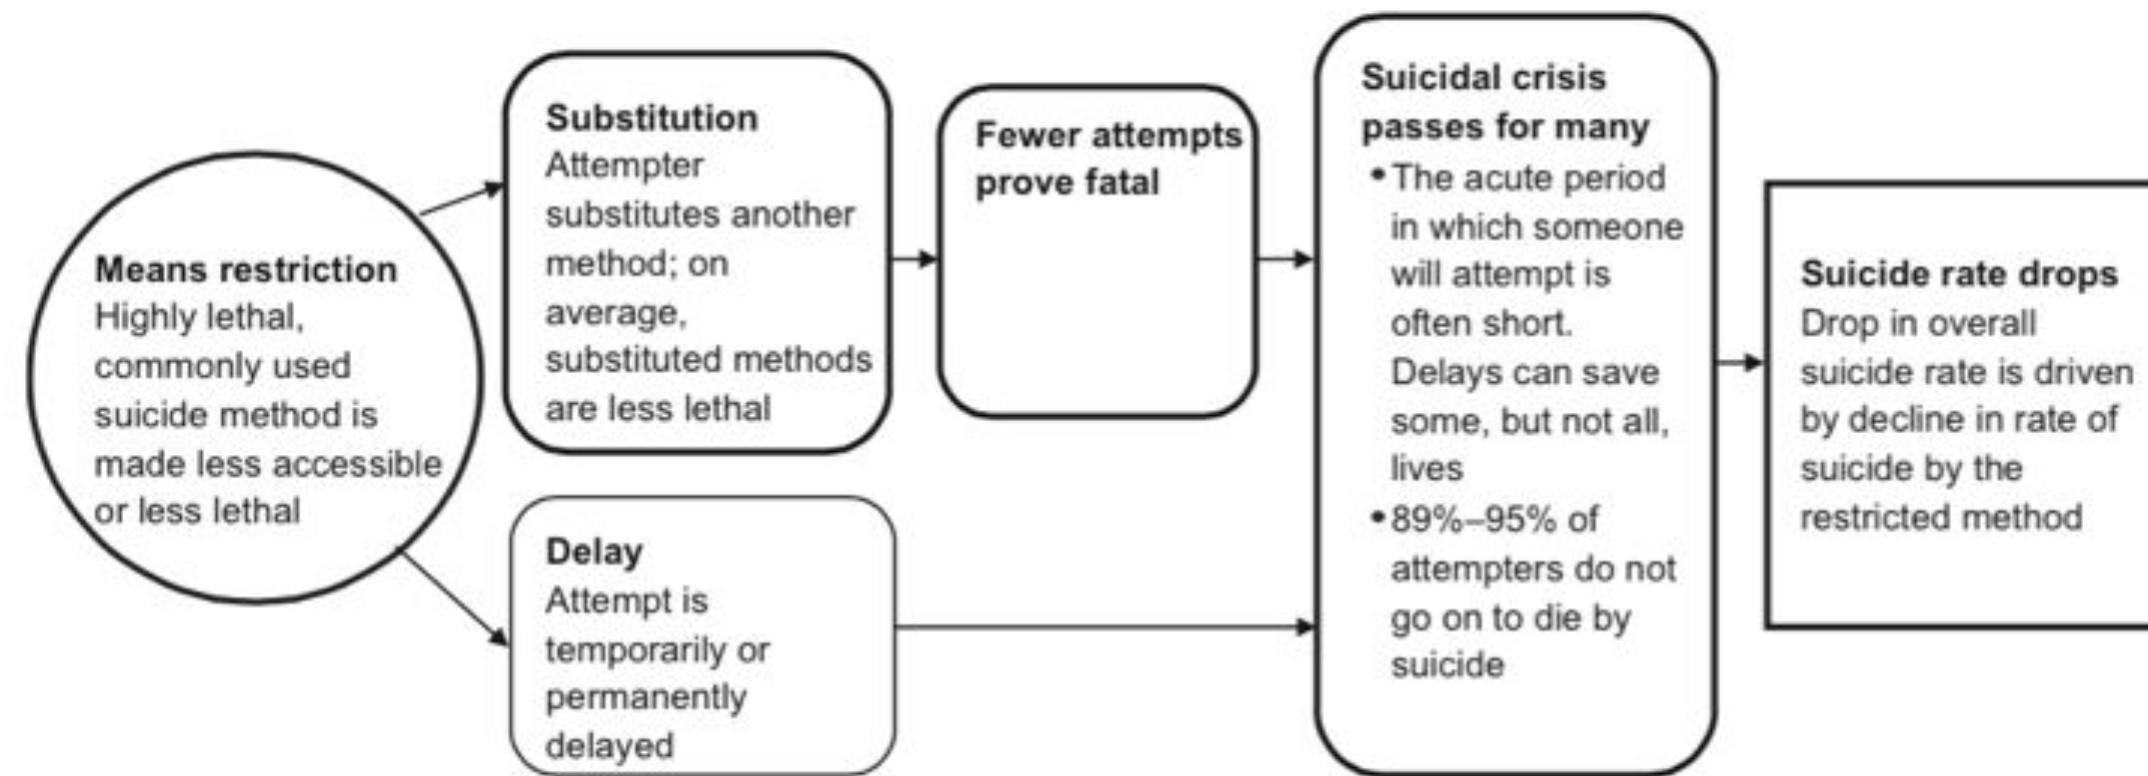 Means restriction
Highly lethal,
commonly used
suicide method is
made less accessible
or less lethal
Substitution
Attempter
substitutes another
method; on
average,
substituted methods
are less lethal
Fewer attempts
prove fatal
Delay
Attempt is
temporarily or
permanently
delayed
Suicidal crisis
passes for many
•The acute period
in which someone
will attempt is
often short.
Delays can save
some, but not all,
lives
•89%–95% of
attempters do not
go on to die by
suicide
Suicide rate drops
Drop in overall
suicide rate is driven
by decline in rate of
suicide by the
restricted method